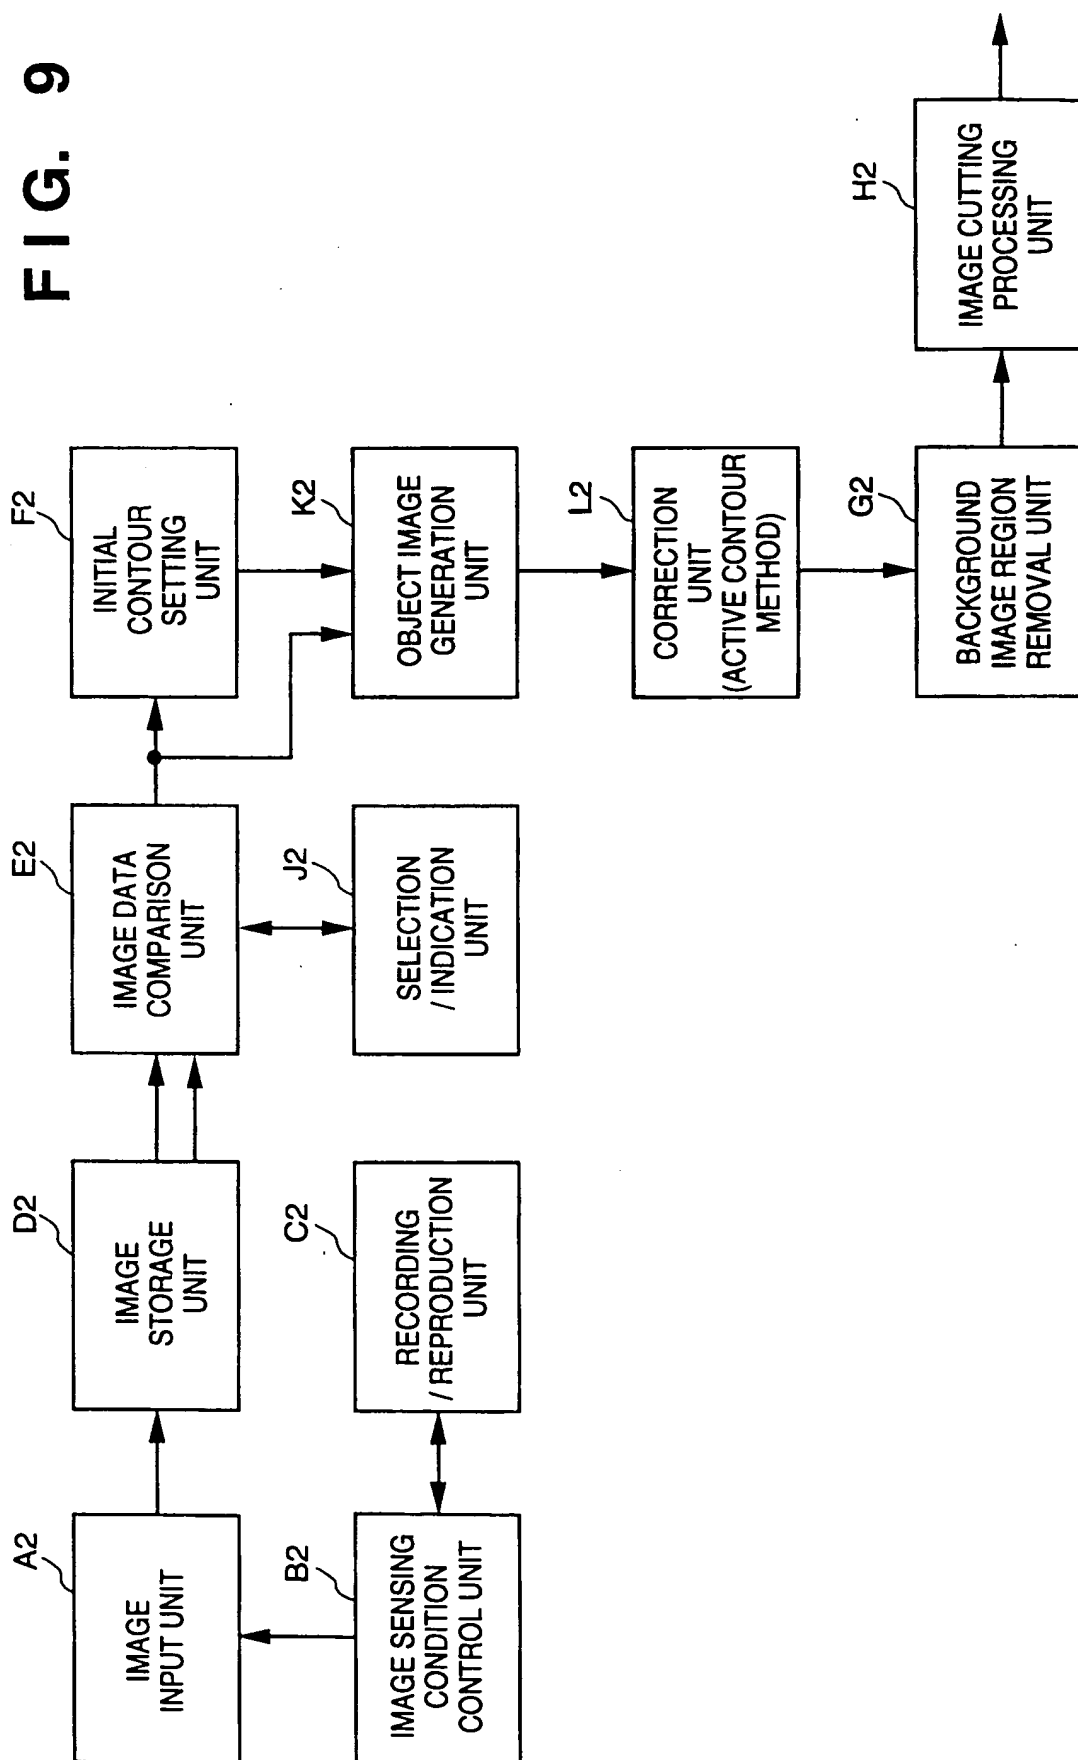 FIG. 9
A2
IMAGE
INPUT UNIT
D2
IMAGE
STORAGE
UNIT
E2
IMAGE DATA
COMPARISON
UNIT
F2
INITIAL
CONTOUR
SETTING
UNIT
B2
IMAGE SENSING
CONDITION
CONTROL UNIT
C2
RECORDING
/ REPRODUCTION
UNIT
J2
SELECTION
/ INDICATION
UNIT
K2
OBJECT IMAGE
GENERATION
UNIT
L2
CORRECTION
UNIT
(ACTIVE CONTOUR
METHOD)
G2
BACKGROUND
IMAGE REGION
REMOVAL UNIT
H2
IMAGE CUTTING
PROCESSING
UNIT